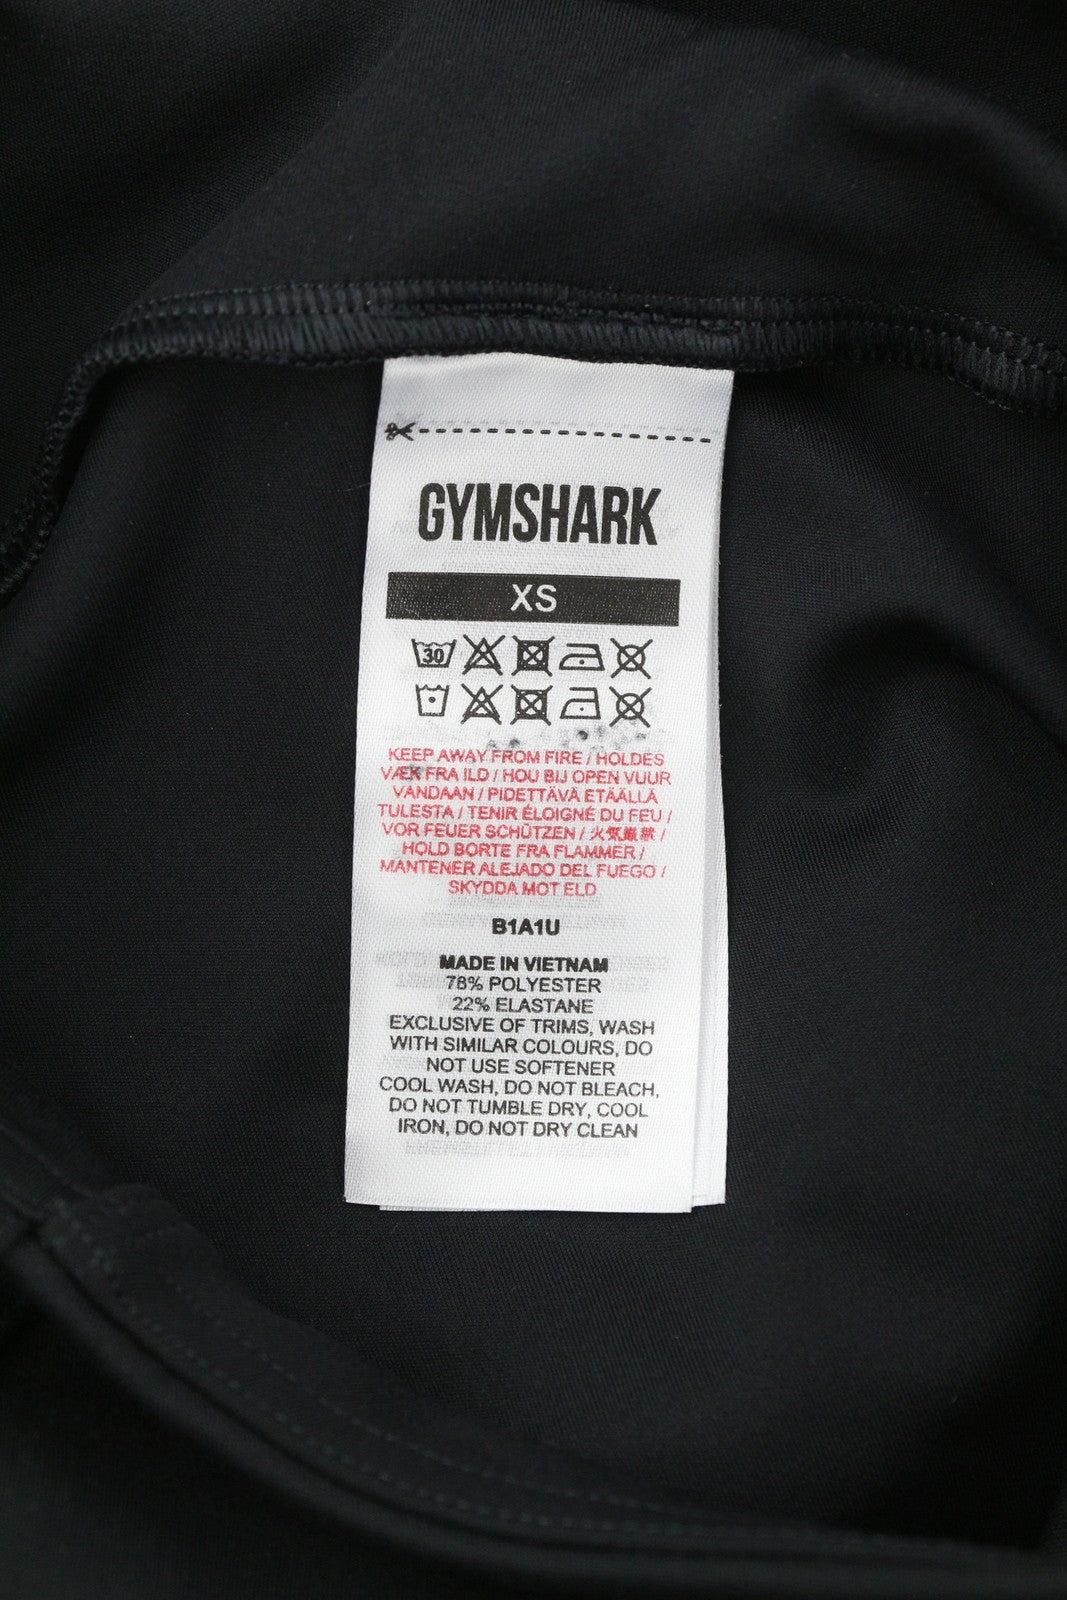 GYMSHARK
XS
30
KEEP AWAY FROM FIRE / HOLDES
VÆK FRA ILD / HOU BIJ OPEN VUUR
VANDAAN / PIDETTÄVÄ ETÄÄLLÄ
TULESTA / TENIR ÉLOIGNÉ DU FEU /
VOR FEUER SCHÜTZEN / 火気厳禁 /
HOLD BORTE FRA FLAMMER /
MANTENER ALEJADO DEL FUEGO /
SKYDDA MOT ELD
B1A1U
MADE IN VIETNAM
78% POLYESTER
22% ELASTANE
EXCLUSIVE OF TRIMS, WASH
WITH SIMILAR COLOURS, DO
NOT USE SOFTENER
COOL WASH, DO NOT BLEACH,
DO NOT TUMBLE DRY, COOL
IRON, DO NOT DRY CLEAN